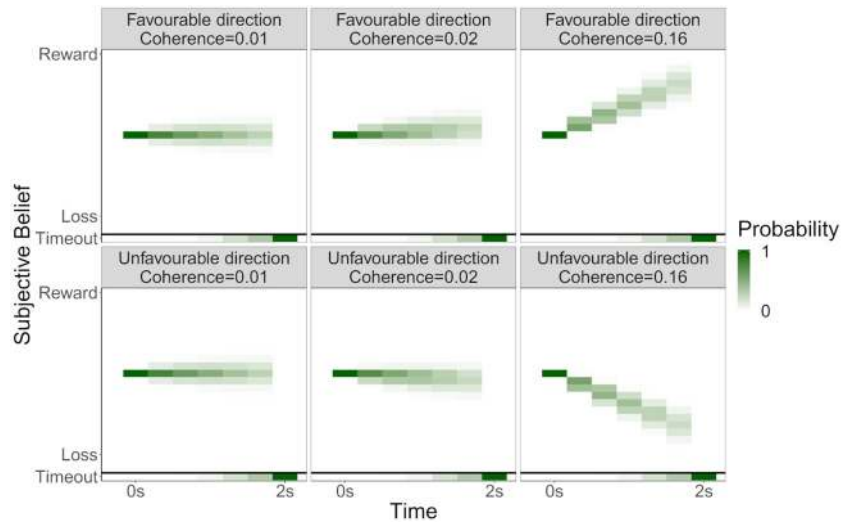 Favourable direction
Coherence=0.01
Favourable direction
Coherence=0.02
Favourable direction
Coherence=0.16
Reward
Loss
Timeout
Unfavourable direction
Coherence=0.01
Unfavourable direction
Coherence=0.02
Unfavourable direction
Coherence=0.16
Reward
Loss
Timeout
Subjective Belief
0s
2s
0s
2s
0s
2s
Time
Probability
1
0